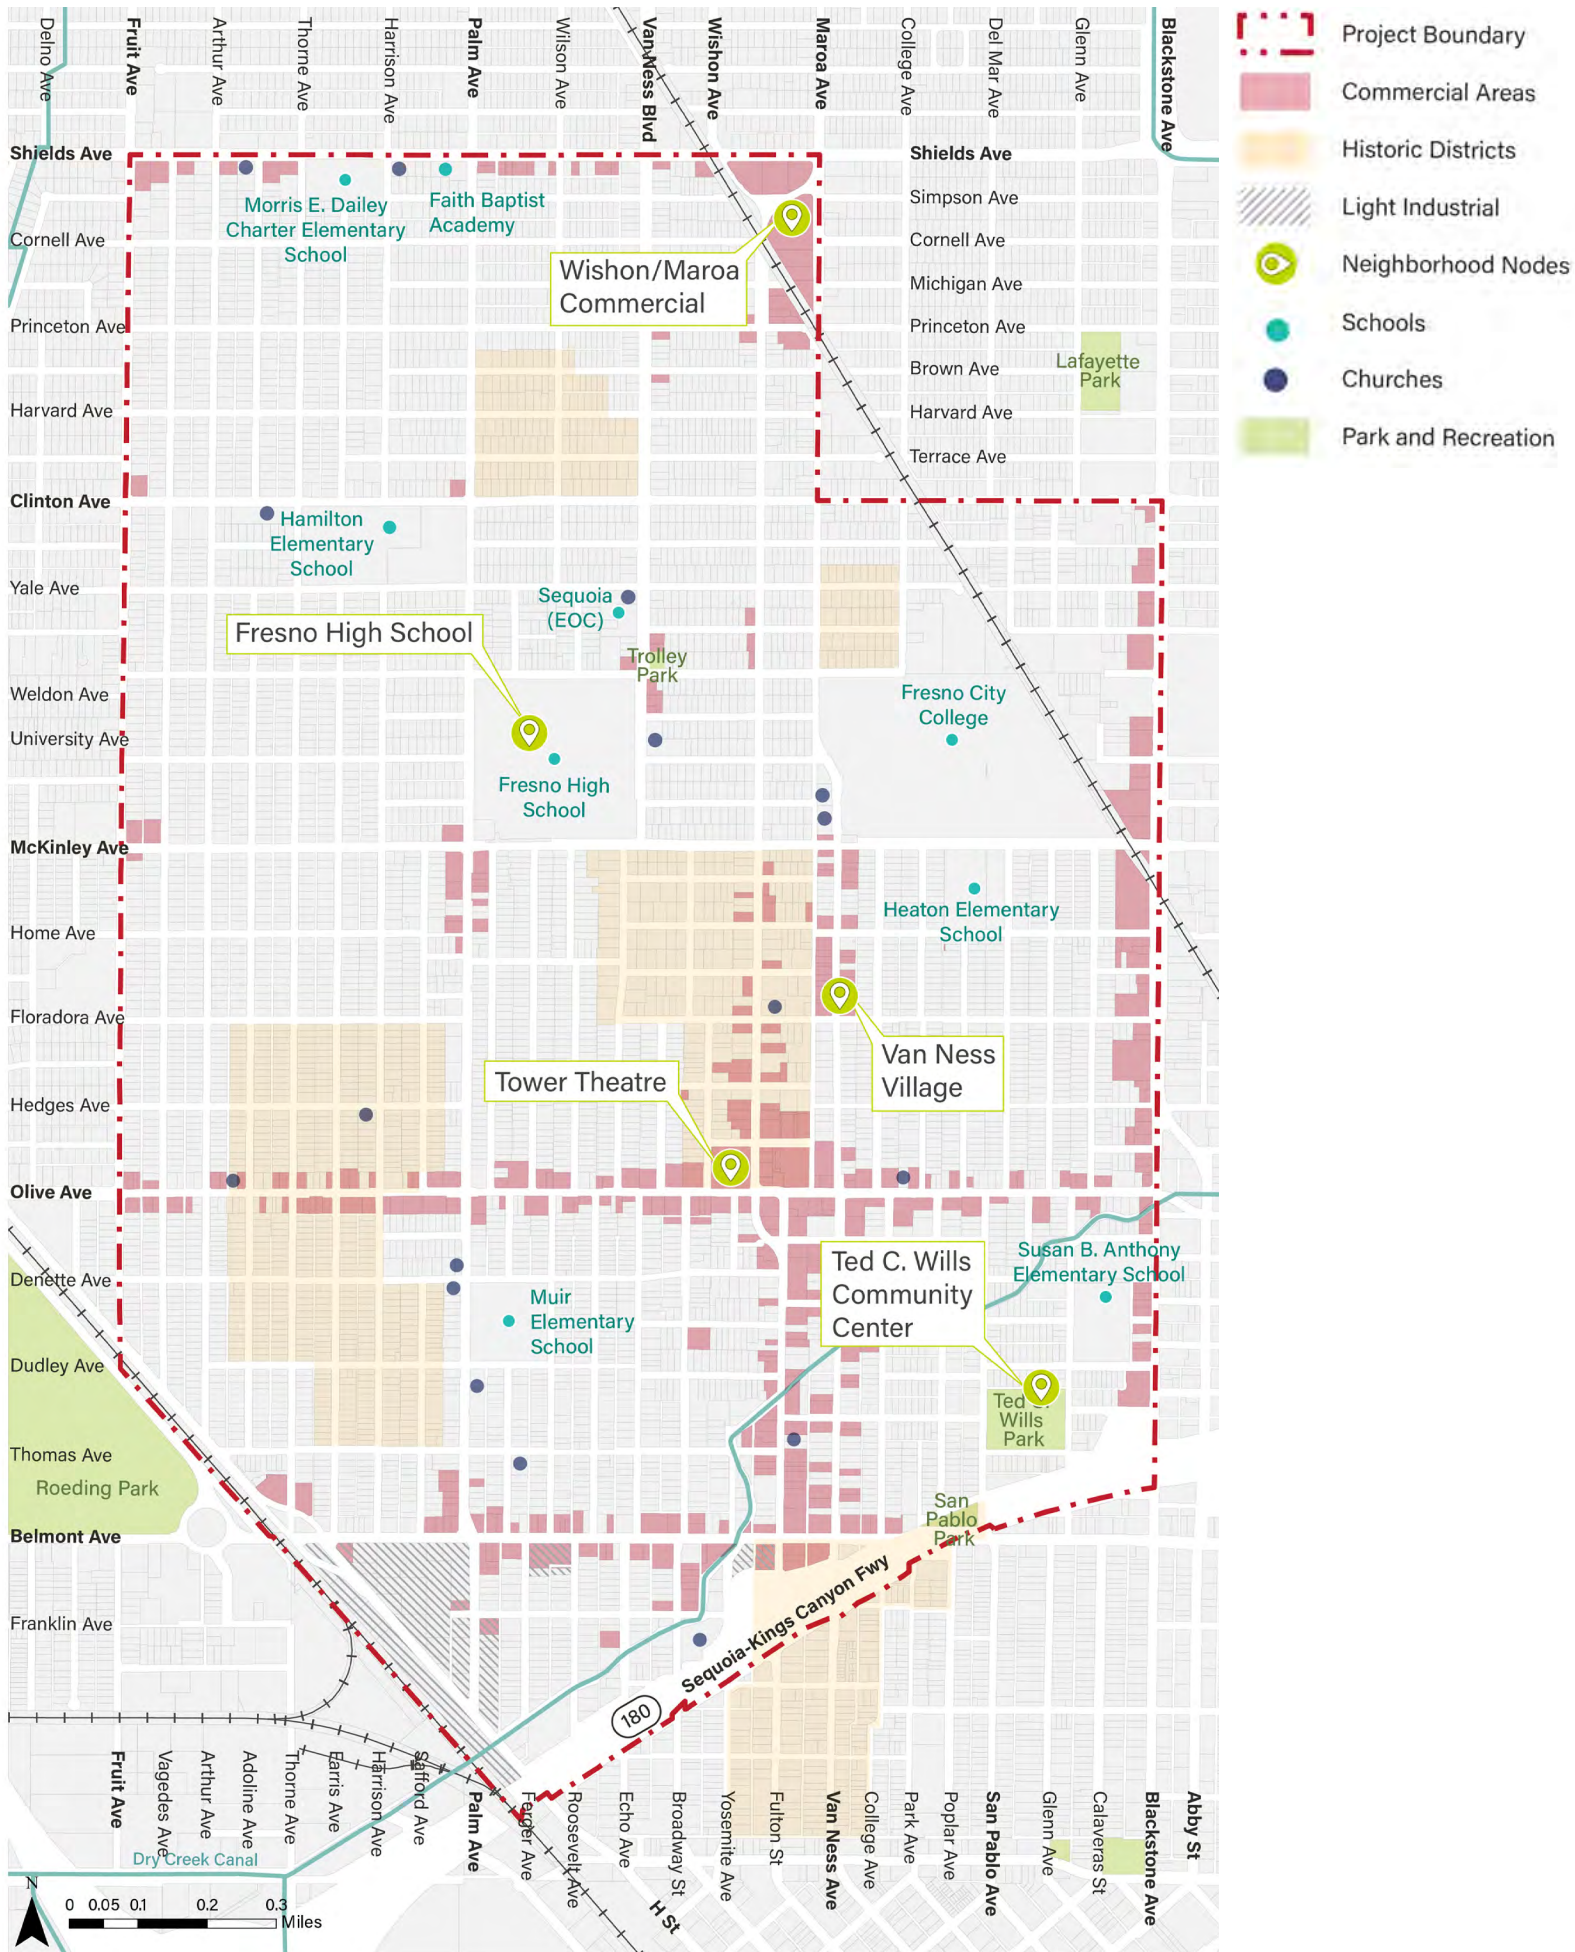 Delno Ave
Fruit Ave
Arthur Ave
Thorne Ave
Harrison Ave
Palm Ave
Wilson Ave
Van Ness Blvd
Wishon Ave
Maroa Ave
College Ave
Del Mar Ave
Glenn Ave
Blackstone Ave
Project Boundary
Commercial Areas
Historic Districts
Light Industrial
Neighborhood Nodes
Schools
Churches
Park and Recreation
Shields Ave
Shields Ave
Morris E. Dailey
Charter Elementary
School
Faith Baptist
Academy
Simpson Ave
Cornell Ave
Cornell Ave
Wishon/Maroa
Commercial
Michigan Ave
Princeton Ave
Princeton Ave
Brown Ave
Lafayette
Park
Harvard Ave
Harvard Ave
Terrace Ave
Clinton Ave
Hamilton
Elementary
School
Yale Ave
Sequoia
(EOC)
Fresno High School
Trolley
Park
Weldon Ave
Fresno City
College
University Ave
Fresno High
School
McKinley Ave
Heaton Elementary
School
Home Ave
Floradora Ave
Van Ness
Village
Tower Theatre
Hedges Ave
Olive Ave
Ted C. Wills
Community
Center
Susan B. Anthony
Elementary School
Denette Ave
Muir
Elementary
School
Dudley Ave
Ted C.
Wills
Park
Thomas Ave
Roeding Park
San
Pablo
Park
Belmont Ave
Franklin Ave
Sequoia-Kings Canyon Fwy
180
Fruit Ave
Vagedes Ave
Arthur Ave
Adoline Ave
Thorne Ave
Farris Ave
Harrison Ave
Safford Ave
Palm Ave
Ferger Ave
Roosevelt Ave
Echo Ave
Broadway St
Yosemite Ave
Fulton St
Van Ness Ave
College Ave
Park Ave
Poplar Ave
San Pablo Ave
Glenn Ave
Calaveras St
Blackstone Ave
Abby St
H St
Dry Creek Canal
N
0 0.05 0.1 0.2 0.3
Miles